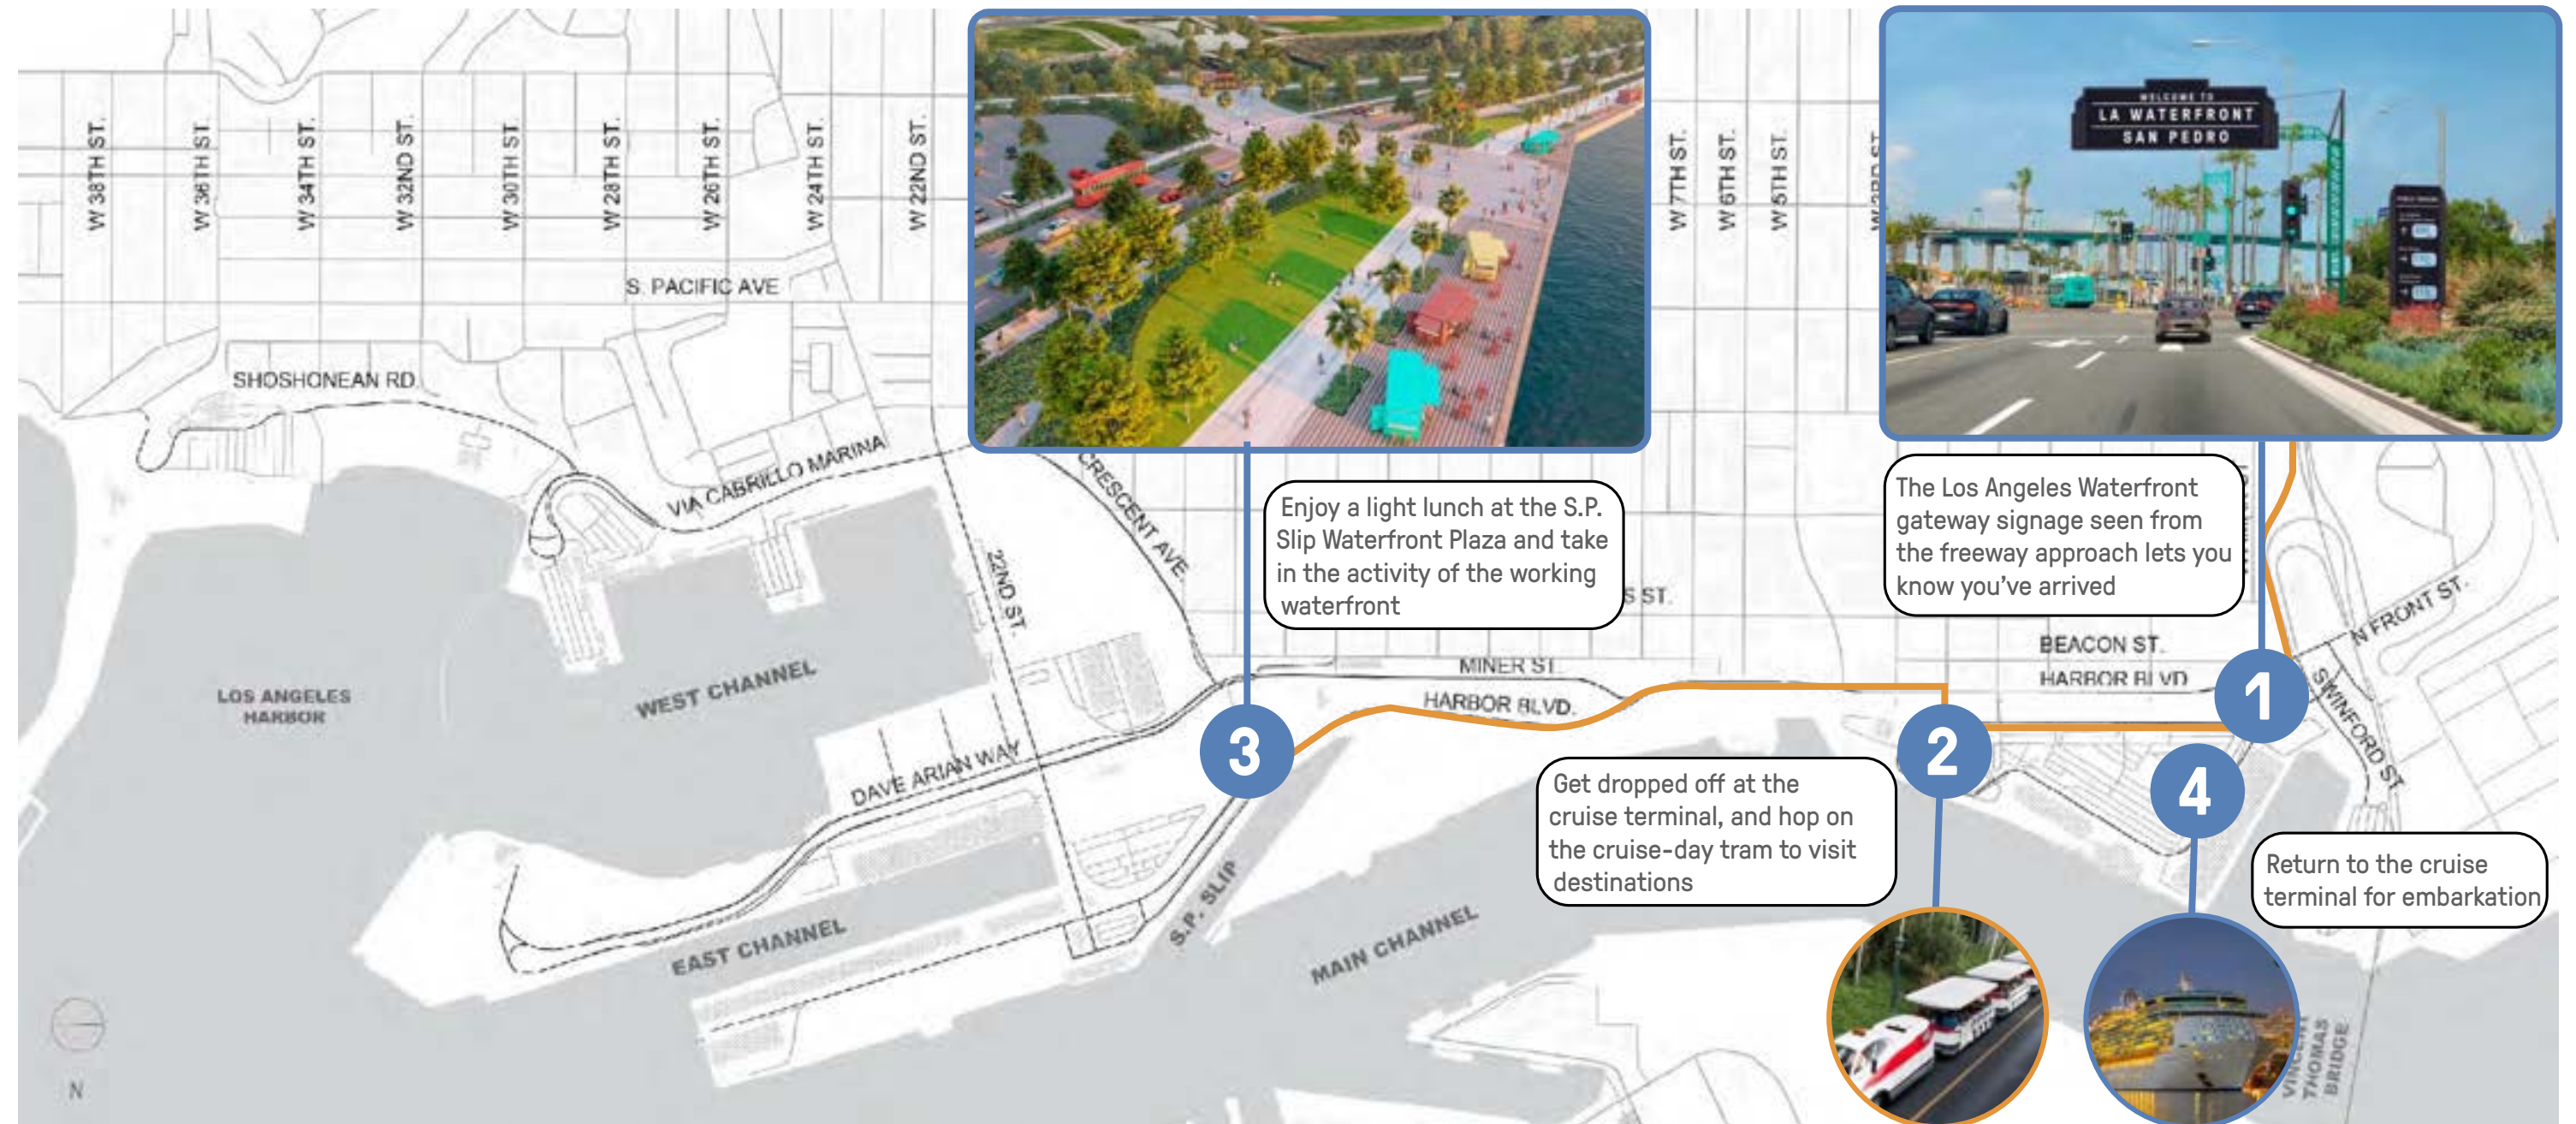 W 38TH ST.
W 36TH ST.
W 34TH ST.
W 32ND ST.
W 30TH ST.
W 28TH ST.
W 26TH ST.
W 24TH ST.
W 22ND ST.
W 7TH ST.
W 6TH ST.
W 5TH ST.
WELCOME TO
LA WATERFRONT
SAN PEDRO
S. PACIFIC AVE
SHOSHONEAN RD.
VIA CABRILLO MARINA
CRESCENT AVE.
22ND ST.
Enjoy a light lunch at the S.P.
Slip Waterfront Plaza and take
in the activity of the working
waterfront
S ST.
The Los Angeles Waterfront
gateway signage seen from
the freeway approach lets you
know you've arrived
N FRONT ST.
BEACON ST.
HARBOR BLVD
MINER ST.
HARBOR BLVD.
SWINFORD ST.
1
2
3
4
LOS ANGELES
HARBOR
WEST CHANNEL
DAVE ARIAN WAY
EAST CHANNEL
S.P. SLIP
MAIN CHANNEL
Get dropped off at the
cruise terminal, and hop on
the cruise-day tram to visit
destinations
Return to the cruise
terminal for embarkation
VINCENT
THOMAS
BRIDGE
N